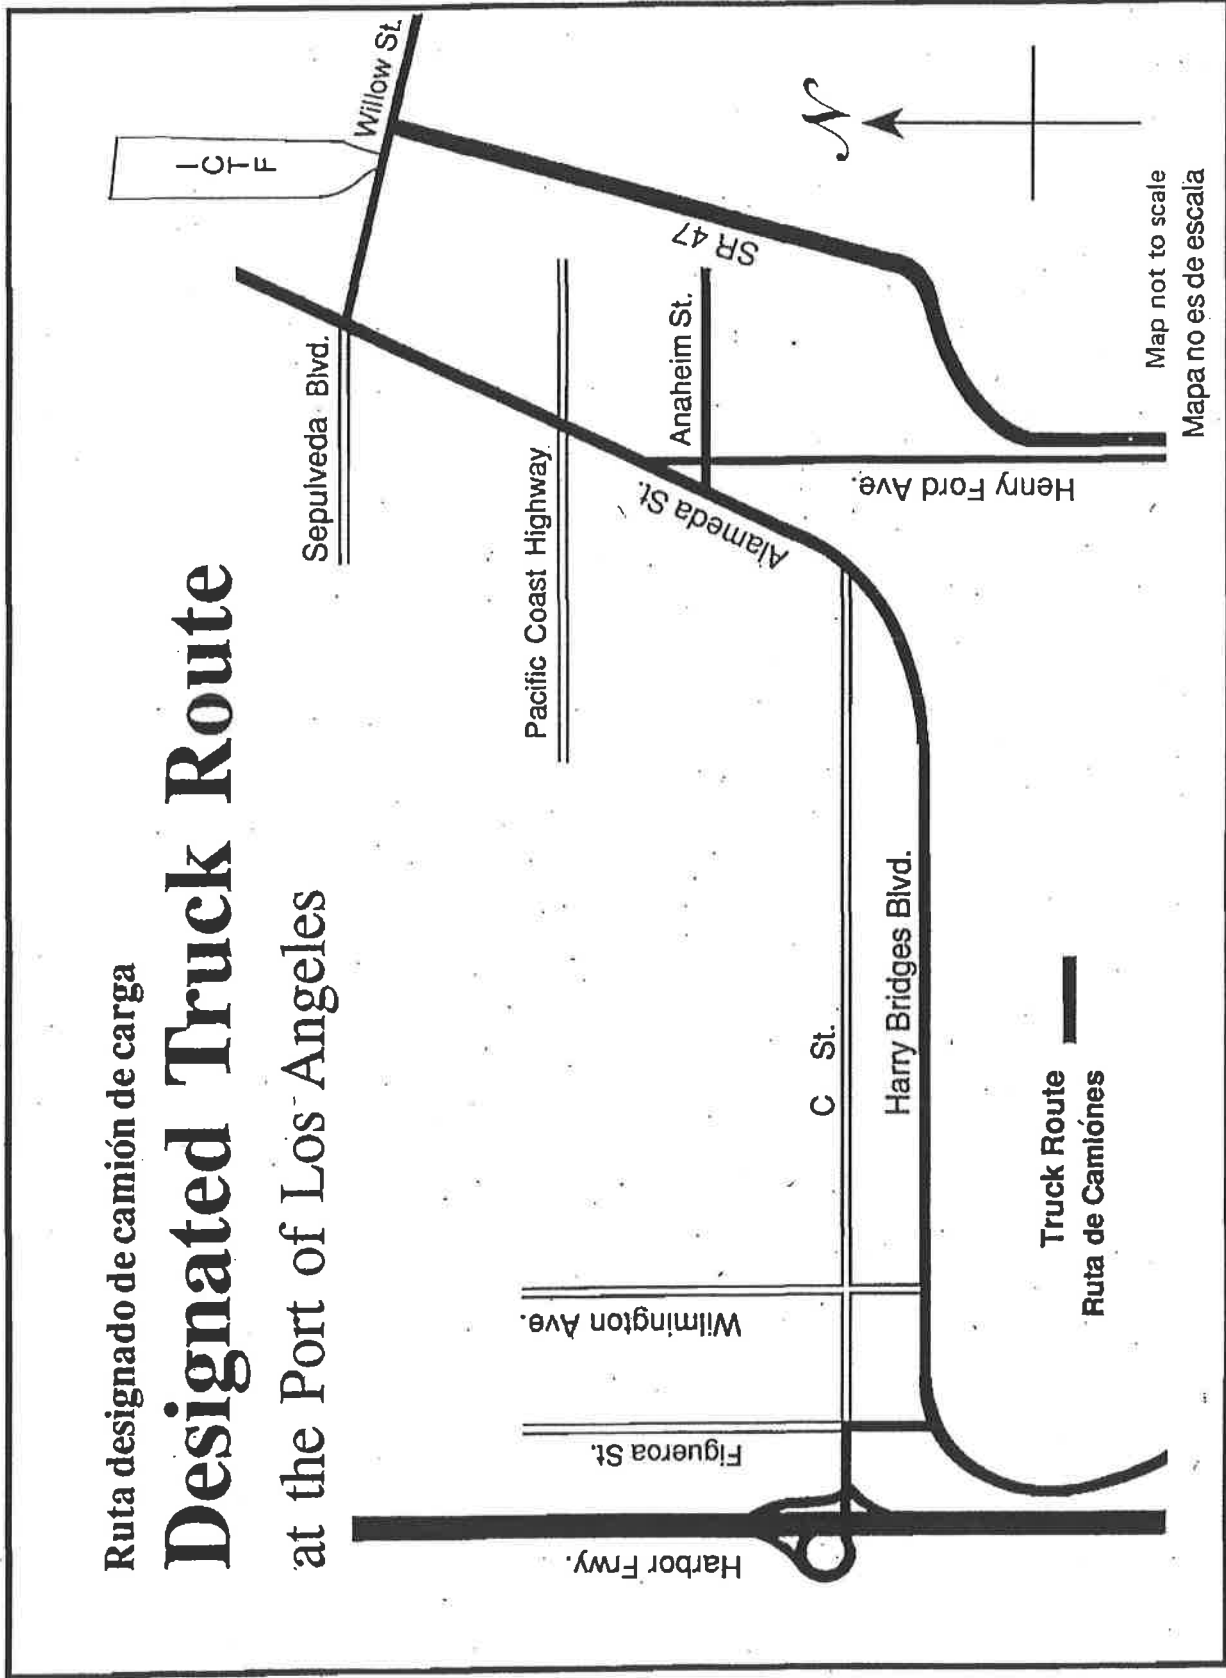 Ruta designado de camión de carga
Designated Truck Route
at the Port of Los Angeles
I
C
T
F
Willow St.
Sepulveda Blvd.
Pacific Coast Highway
SR 47
Anaheim St.
Alameda St.
Henry Ford Ave.
C St.
Harry Bridges Blvd.
Wilmington Ave.
Figueroa St.
Harbor Frwy.
N
Truck Route
Ruta de Camiónes
Map not to scale
Mapa no es de escala